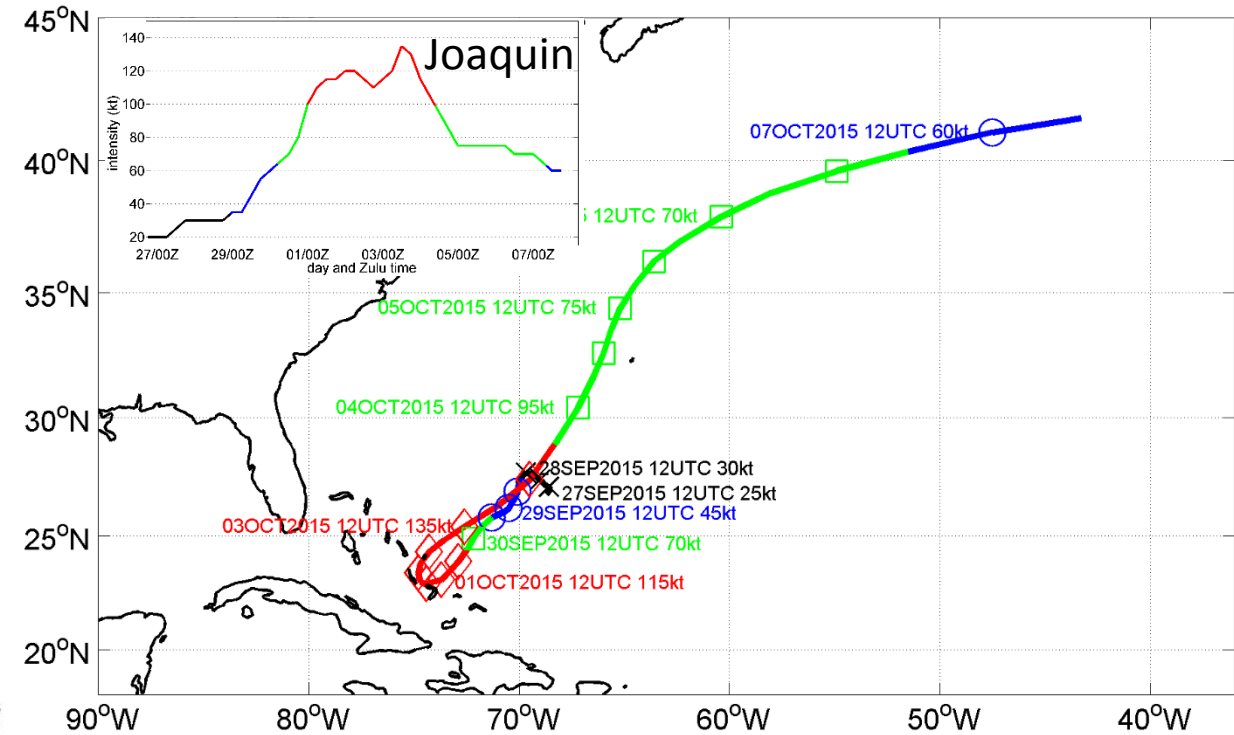 45°N
40°N
35°N
30°N
25°N
20°N
90°W
80°W
70°W
60°W
50°W
40°W
Joaquin
intensity (kt)
140
120
100
80
60
40
20
27/00Z
29/00Z
01/00Z
03/00Z
05/00Z
07/00Z
day and Zulu time
07OCT2015 12UTC 60kt
12UTC 70kt
05OCT2015 12UTC 75kt
04OCT2015 12UTC 95kt
28SEP2015 12UTC 30kt
27SEP2015 12UTC 25kt
29SEP2015 12UTC 45kt
03OCT2015 12UTC 135kt
30SEP2015 12UTC 70kt
01OCT2015 12UTC 115kt